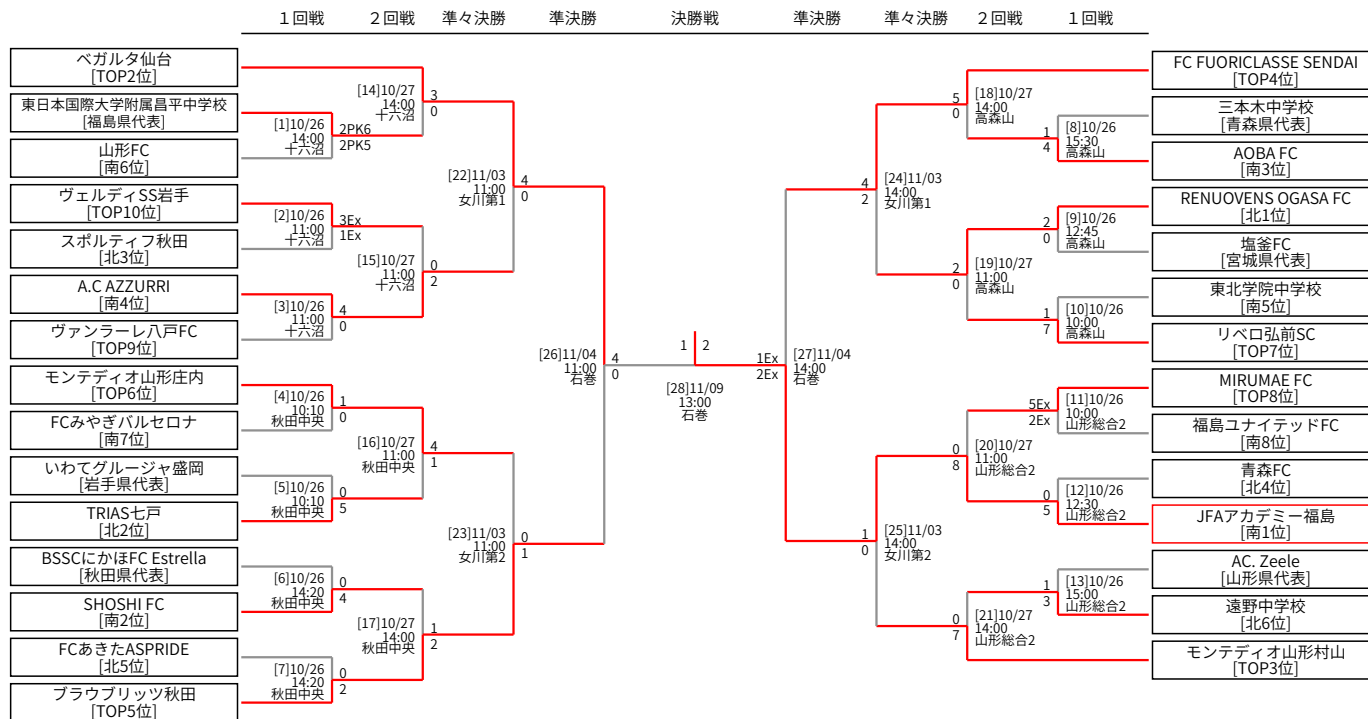 １回戦
２回戦
準々決勝
準決勝
決勝戦
準決勝
準々決勝
２回戦
１回戦
ベガルタ仙台
[TOP2位]
東日本国際大学附属昌平中学校
[福島県代表]
山形FC
[南6位]
ヴェルディSS岩手
[TOP10位]
スポルティフ秋田
[北3位]
A.C AZZURRI
[南4位]
ヴァンラーレ八戸FC
[TOP9位]
モンテディオ山形庄内
[TOP6位]
FCみやぎバルセロナ
[南7位]
いわてグルージャ盛岡
[岩手県代表]
TRIAS七戸
[北2位]
BSSCにかほFC Estrella
[秋田県代表]
SHOSHI FC
[南2位]
FCあきたASPRIDE
[北5位]
ブラウブリッツ秋田
[TOP5位]
[1]10/26
14:00
十六沼
2PK6
2PK5
[2]10/26
11:00
十六沼
3Ex
1Ex
[3]10/26
11:00
十六沼
4
0
[4]10/26
10:10
秋田中央
1
0
[5]10/26
10:10
秋田中央
0
5
[6]10/26
14:20
秋田中央
0
4
[7]10/26
14:20
秋田中央
0
2
[14]10/27
14:00
十六沼
3
0
[15]10/27
11:00
十六沼
0
2
[16]10/27
11:00
秋田中央
4
1
[17]10/27
14:00
秋田中央
1
2
[22]11/03
11:00
女川第1
4
0
[23]11/03
11:00
女川第2
0
1
[26]11/04
11:00
石巻
4
0
1
2
[28]11/09
13:00
石巻
1Ex
2Ex
[27]11/04
14:00
石巻
4
2
[24]11/03
14:00
女川第1
1
0
[25]11/03
14:00
女川第2
5
0
[18]10/27
14:00
高森山
2
0
[19]10/27
11:00
高森山
0
8
[20]10/27
11:00
山形総合2
0
7
[21]10/27
14:00
山形総合2
1
4
[8]10/26
15:30
高森山
2
0
[9]10/26
12:45
高森山
1
7
[10]10/26
10:00
高森山
5Ex
2Ex
[11]10/26
10:00
山形総合2
0
5
[12]10/26
12:30
山形総合2
1
3
[13]10/26
15:00
山形総合2
FC FUORICLASSE SENDAI
[TOP4位]
三本木中学校
[青森県代表]
AOBA FC
[南3位]
RENUOVENS OGASA FC
[北1位]
塩釜FC
[宮城県代表]
東北学院中学校
[南5位]
リベロ弘前SC
[TOP7位]
MIRUMAE FC
[TOP8位]
福島ユナイテッドFC
[南8位]
青森FC
[北4位]
JFAアカデミー福島
[南1位]
AC. Zeele
[山形県代表]
遠野中学校
[北6位]
モンテディオ山形村山
[TOP3位]